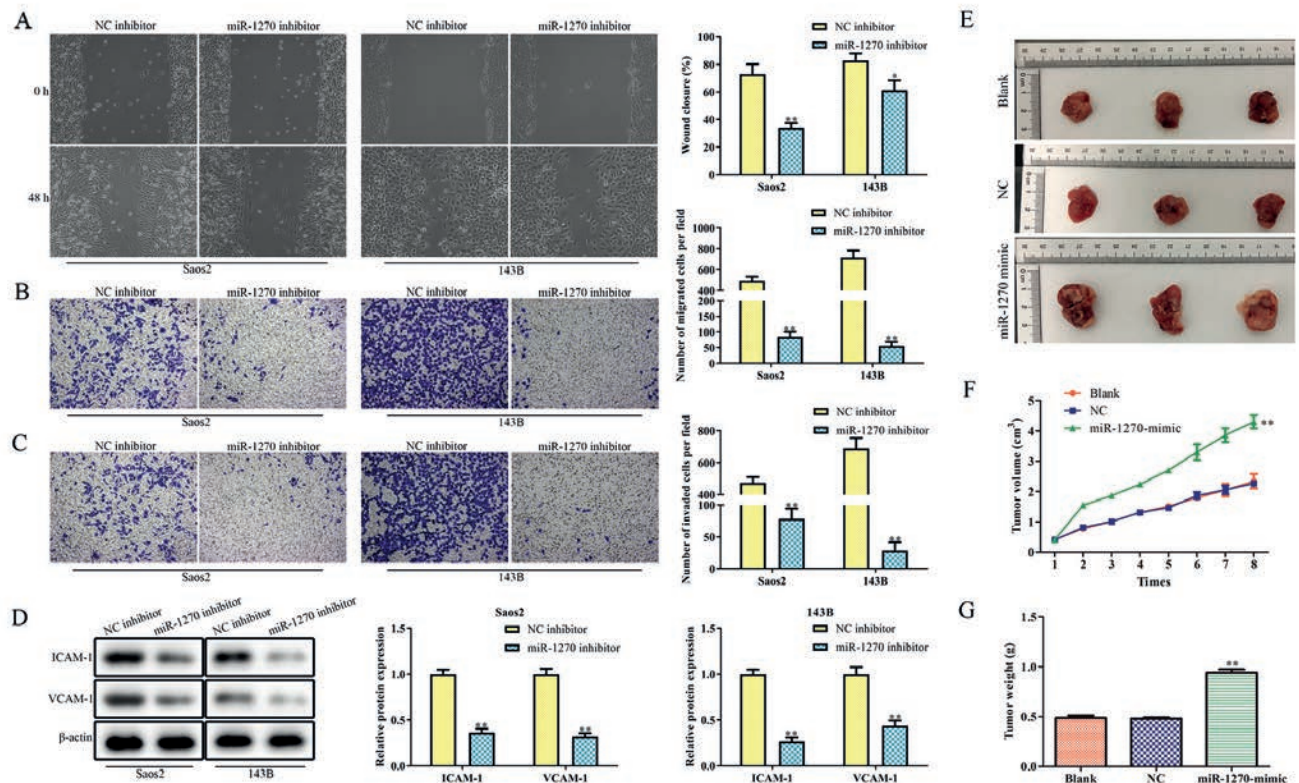 A
NC inhibitor miR-1270 inhibitor NC inhibitor miR-1270 inhibitor
0 h
48 h
Saos2 143B
NC inhibitor
miR-1270 inhibitor
Wound closure (%)
100
80
60
40
20
0
**
*
Saos2 143B
B
NC inhibitor miR-1270 inhibitor NC inhibitor miR-1270 inhibitor
Saos2 143B
NC inhibitor
miR-1270 inhibitor
Number of migrated cells per field
1000
800
600
400
200
150
100
50
0
**
**
Saos2 143B
C
NC inhibitor miR-1270 inhibitor NC inhibitor miR-1270 inhibitor
Saos2 143B
NC inhibitor
miR-1270 inhibitor
Number of invaded cells per field
800
600
400
100
50
0
**
**
Saos2 143B
D
NC inhibitor miR-1270 inhibitor NC inhibitor miR-1270 inhibitor
ICAM-1
VCAM-1
β-actin
Saos2 143B
Saos2
NC inhibitor
miR-1270 inhibitor
Relative protein expression
1.5
1.0
0.5
0.0
**
**
ICAM-1 VCAM-1
143B
NC inhibitor
miR-1270 inhibitor
Relative protein expression
1.5
1.0
0.5
0.0
**
**
ICAM-1 VCAM-1
E
Blank
NC
miR-1270 mimic
F
Blank
NC
miR-1270-mimic
Tumor volume (cm³)
5
4
3
2
1
0
**
1 2 3 4 5 6 7 8
Times
G
Tumor weight (g)
1.5
1.0
0.5
0.0
**
Blank NC miR-1270-mimic